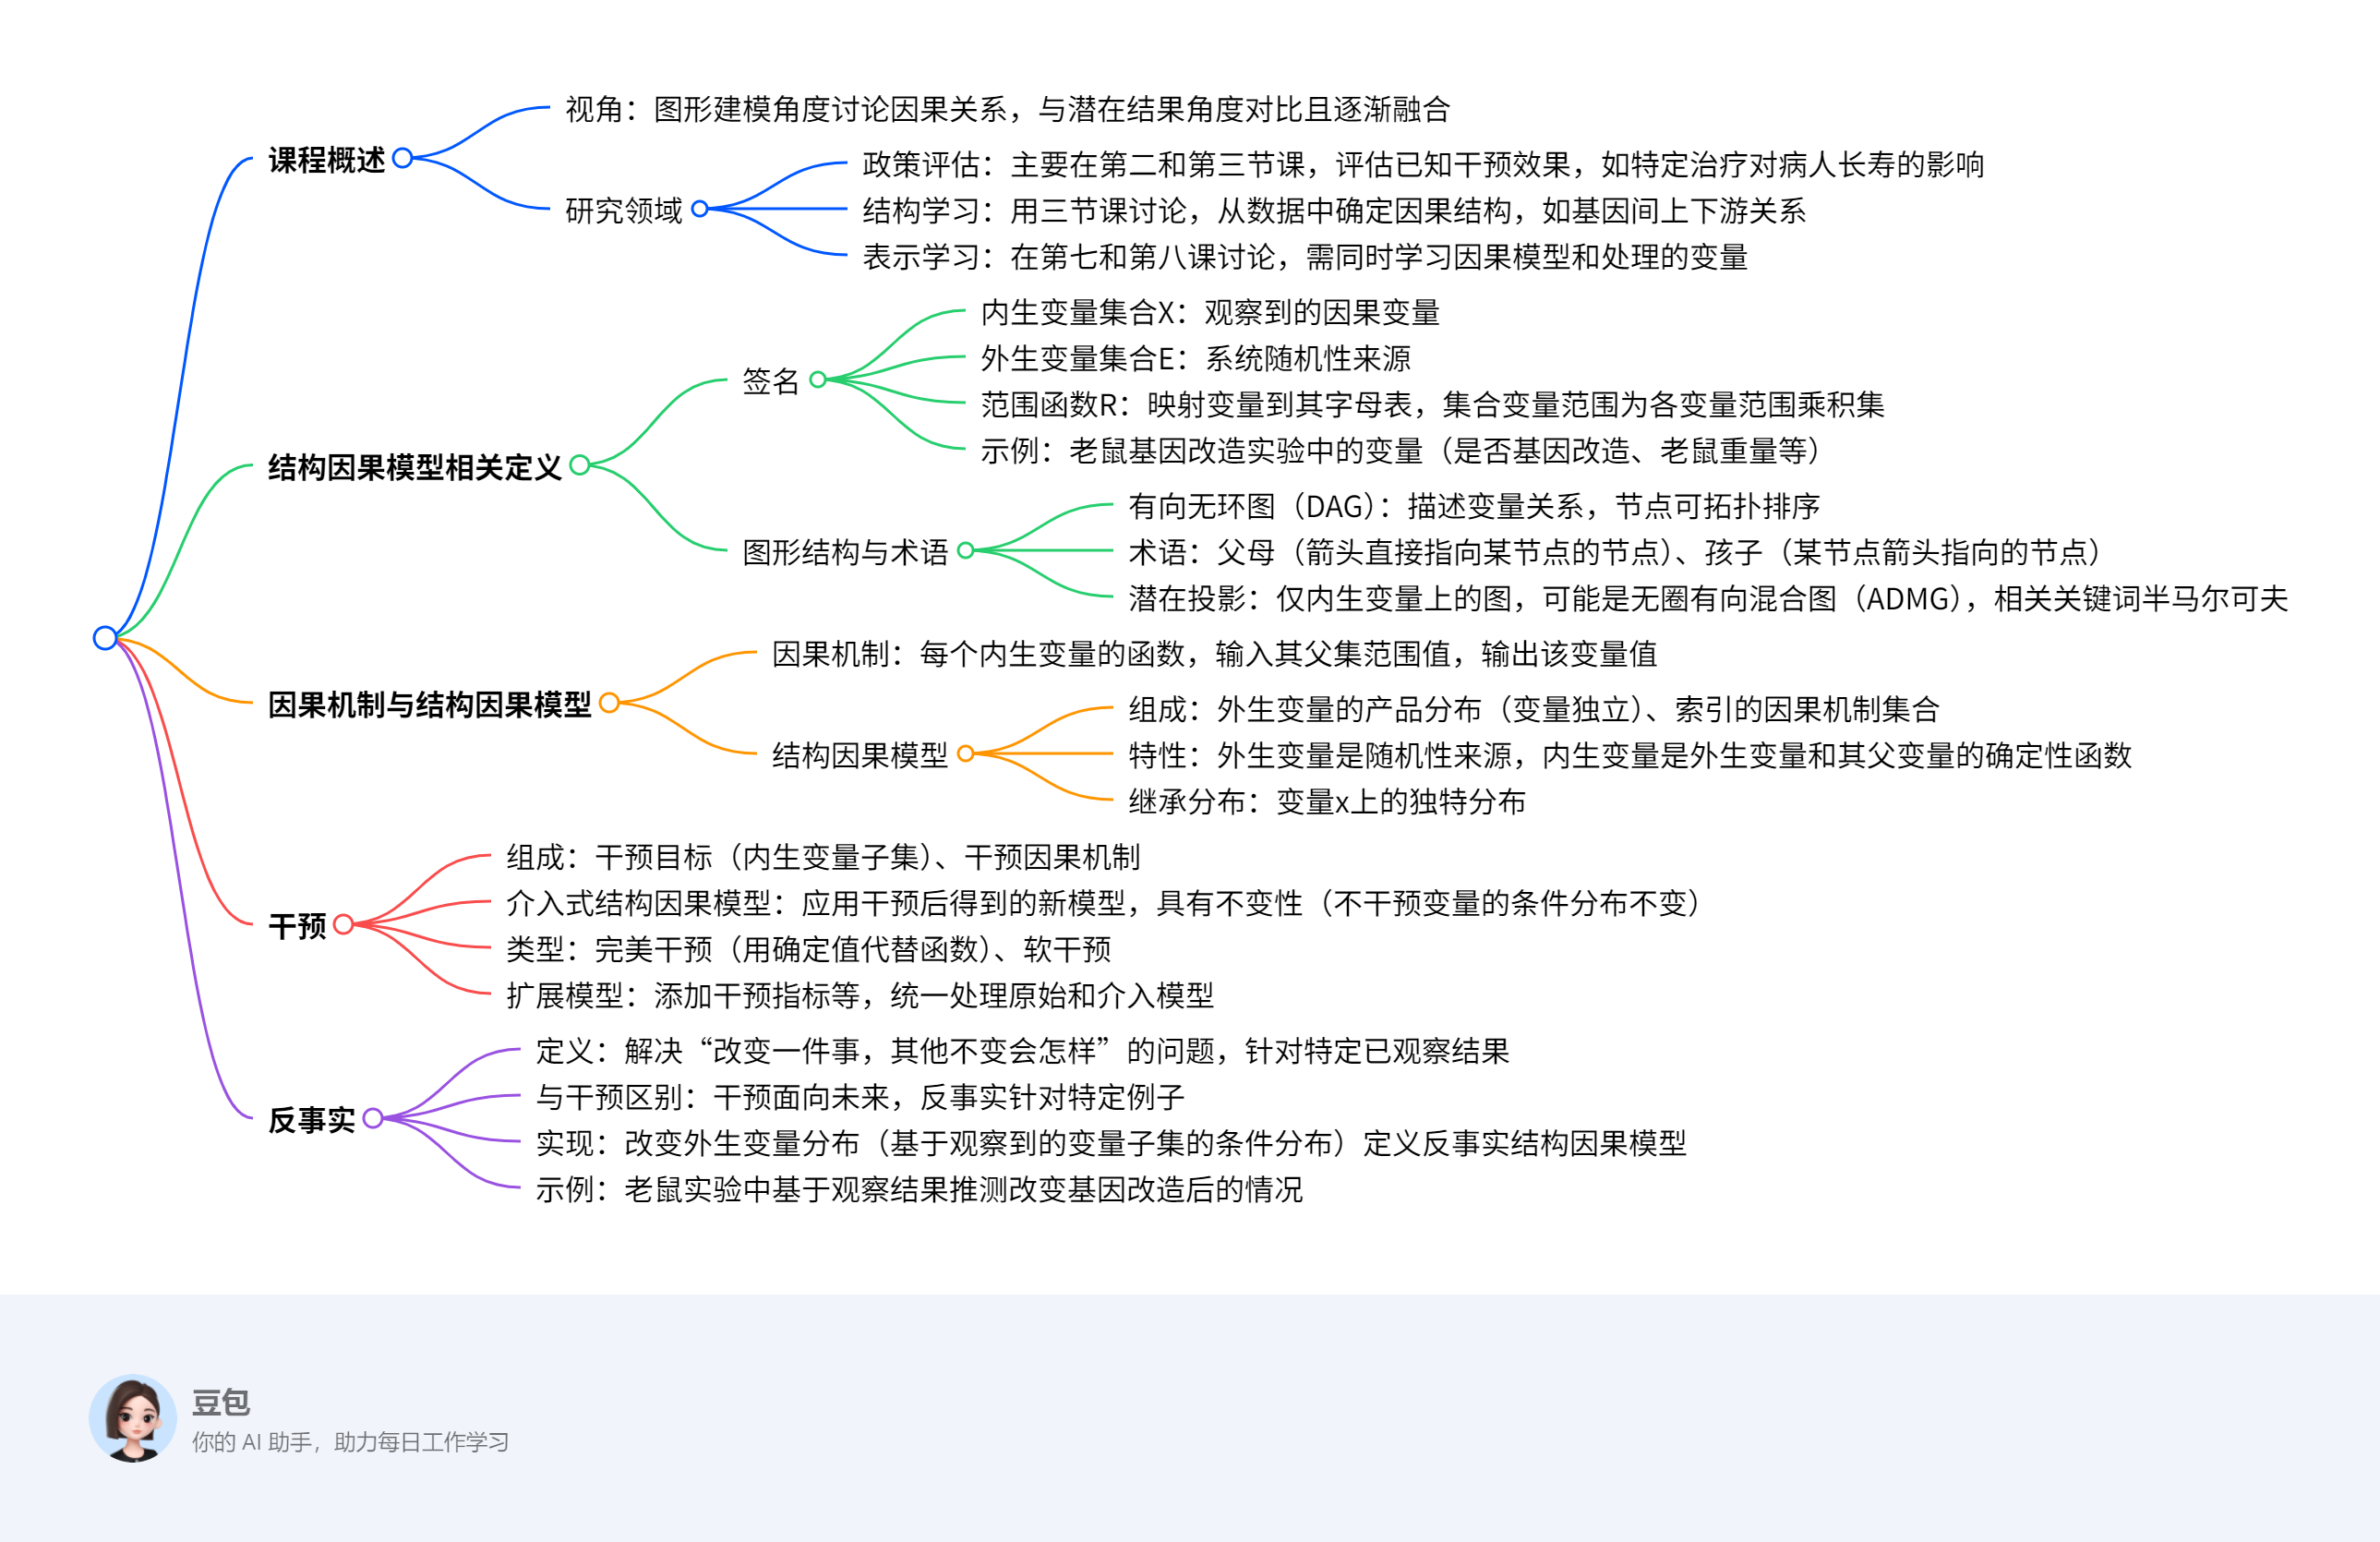 课程概述
视角：图形建模角度讨论因果关系，与潜在结果角度对比且逐渐融合
研究领域
政策评估：主要在第二和第三节课，评估已知干预效果，如特定治疗对病人长寿的影响
结构学习：用三节课讨论，从数据中确定因果结构，如基因间上下游关系
表示学习：在第七和第八课讨论，需同时学习因果模型和处理的变量
结构因果模型相关定义
签名
内生变量集合X：观察到的因果变量
外生变量集合E：系统随机性来源
范围函数R：映射变量到其字母表，集合变量范围为各变量范围乘积集
示例：老鼠基因改造实验中的变量（是否基因改造、老鼠重量等）
图形结构与术语
有向无环图（DAG）：描述变量关系，节点可拓扑排序
术语：父母（箭头直接指向某节点的节点）、孩子（某节点箭头指向的节点）
潜在投影：仅内生变量上的图，可能是无圈有向混合图（ADMG），相关关键词半马尔可夫
因果机制与结构因果模型
因果机制：每个内生变量的函数，输入其父集范围值，输出该变量值
结构因果模型
组成：外生变量的产品分布（变量独立）、索引的因果机制集合
特性：外生变量是随机性来源，内生变量是外生变量和其父变量的确定性函数
继承分布：变量x上的独特分布
干预
组成：干预目标（内生变量子集）、干预因果机制
介入式结构因果模型：应用干预后得到的新模型，具有不变性（不干预变量的条件分布不变）
类型：完美干预（用确定值代替函数）、软干预
扩展模型：添加干预指标等，统一处理原始和介入模型
反事实
定义：解决“改变一件事，其他不变会怎样”的问题，针对特定已观察结果
与干预区别：干预面向未来，反事实针对特定例子
实现：改变外生变量分布（基于观察到的变量子集的条件分布）定义反事实结构因果模型
示例：老鼠实验中基于观察结果推测改变基因改造后的情况
豆包
你的 AI 助手，助力每日工作学习